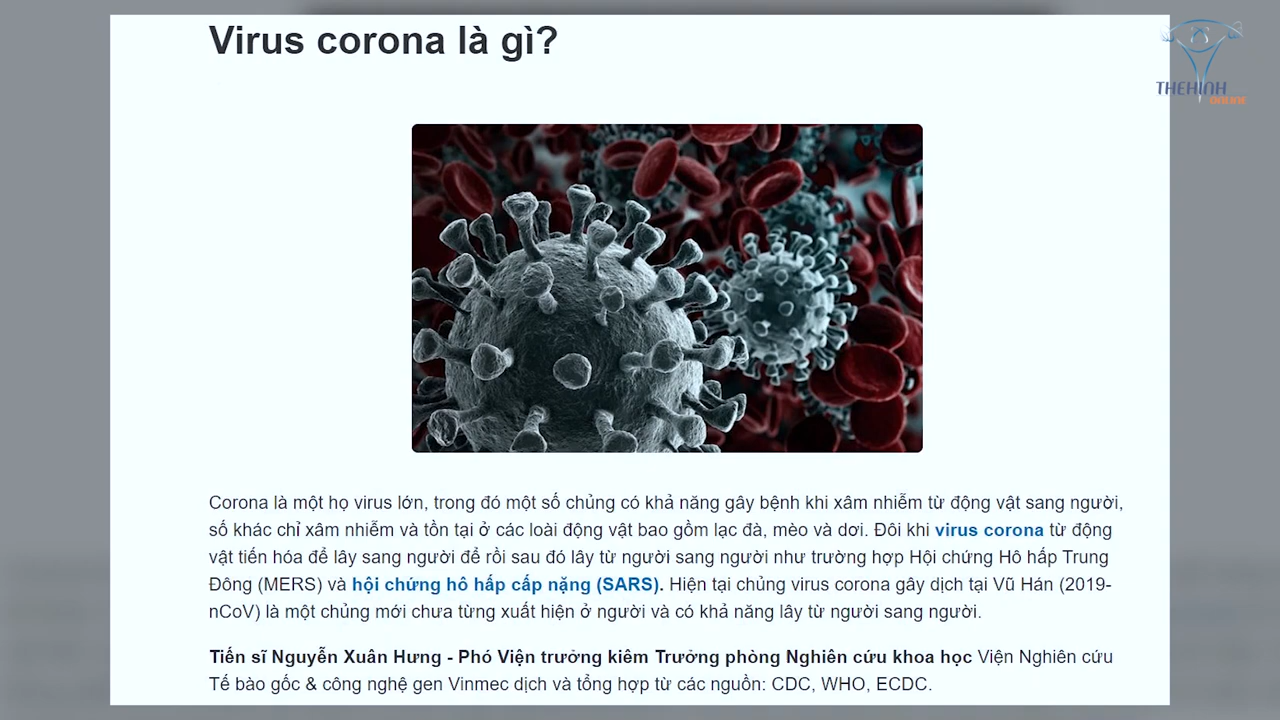 Virus corona là gì?
THEHINH
ONLINE
Corona là một họ virus lớn, trong đó một số chủng có khả năng gây bệnh khi xâm nhiễm từ động vật sang người,
số khác chỉ xâm nhiễm và tồn tại ở các loài động vật bao gồm lạc đà, mèo và dơi. Đôi khi virus corona từ động
vật tiến hóa để lây sang người để rồi sau đó lây từ người sang người như trường hợp Hội chứng Hô hấp Trung
Đông (MERS) và hội chứng hô hấp cấp nặng (SARS). Hiện tại chủng virus corona gây dịch tại Vũ Hán (2019-
nCoV) là một chủng mới chưa từng xuất hiện ở người và có khả năng lây từ người sang người.
Tiến sĩ Nguyễn Xuân Hưng - Phó Viện trưởng kiêm Trưởng phòng Nghiên cứu khoa học Viện Nghiên cứu
Tế bào gốc & công nghệ gen Vinmec dịch và tổng hợp từ các nguồn: CDC, WHO, ECDC.